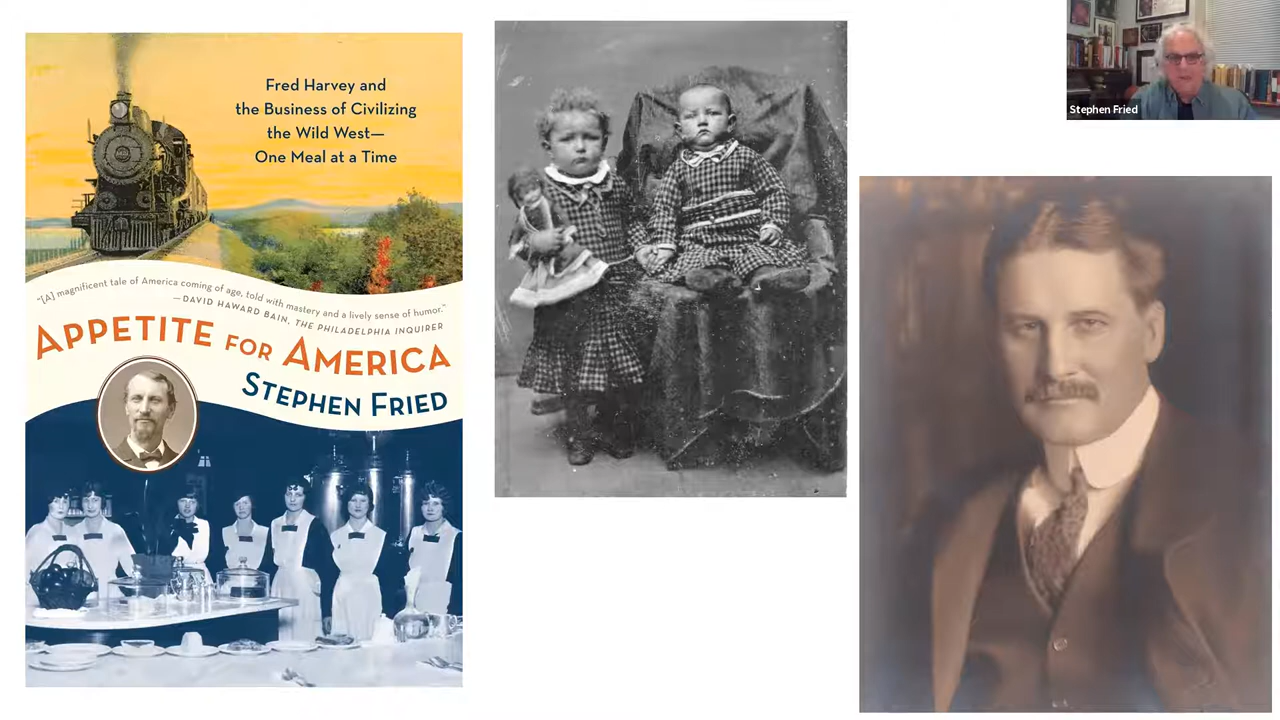 Fred Harvey and
the Business of Civilizing
the Wild West—
One Meal at a Time
"[A] magnificent tale of America coming of age, told with mastery and a lively sense of humor."
—DAVID HAWARD BAIN, THE PHILADELPHIA INQUIRER
APPETITE FOR AMERICA
STEPHEN FRIED
Stephen Fried